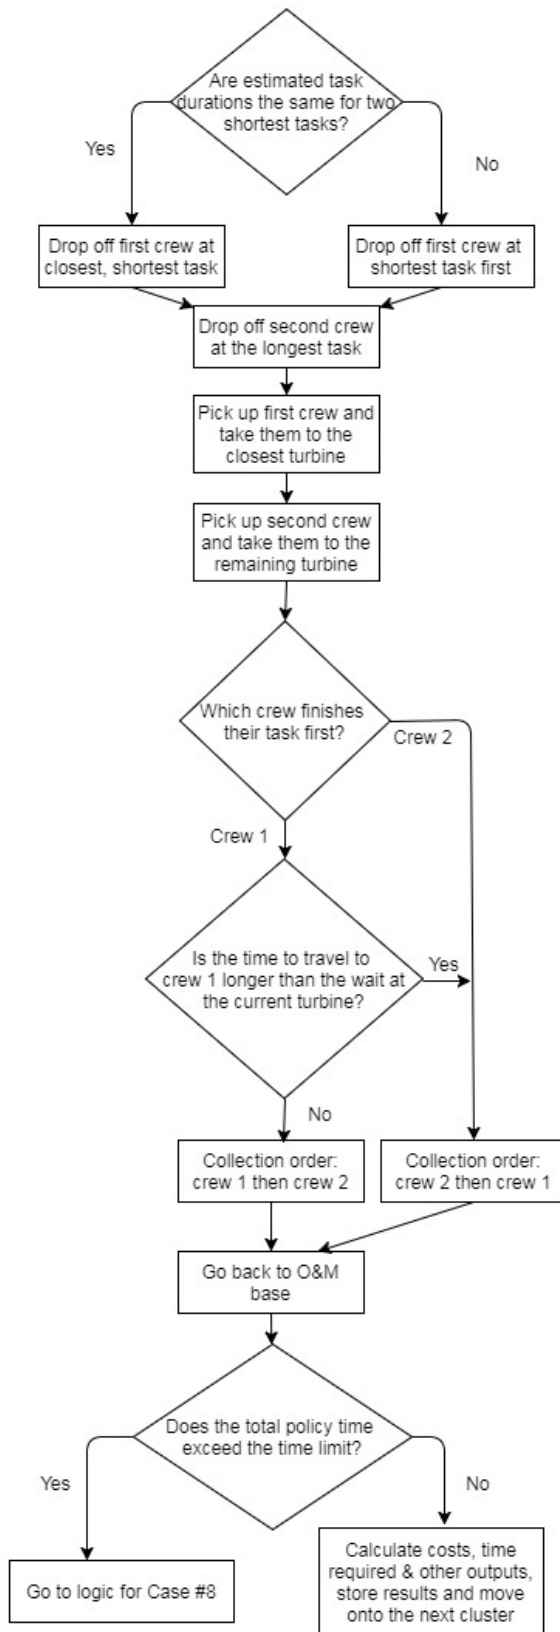 Are estimated task
durations the same for two
shortest tasks?
Yes
No
Drop off first crew at
closest, shortest task
Drop off first crew at
shortest task first
Drop off second crew
at the longest task
Pick up first crew and
take them to the
closest turbine
Pick up second crew
and take them to the
remaining turbine
Which crew finishes
their task first?
Crew 2
Crew 1
Is the time to travel to
crew 1 longer than the wait at
the current turbine?
Yes
No
Collection order:
crew 1 then crew 2
Collection order:
crew 2 then crew 1
Go back to O&M
base
Does the total policy time
exceed the time limit?
Yes
No
Go to logic for Case #8
Calculate costs, time
required & other outputs,
store results and move
onto the next cluster